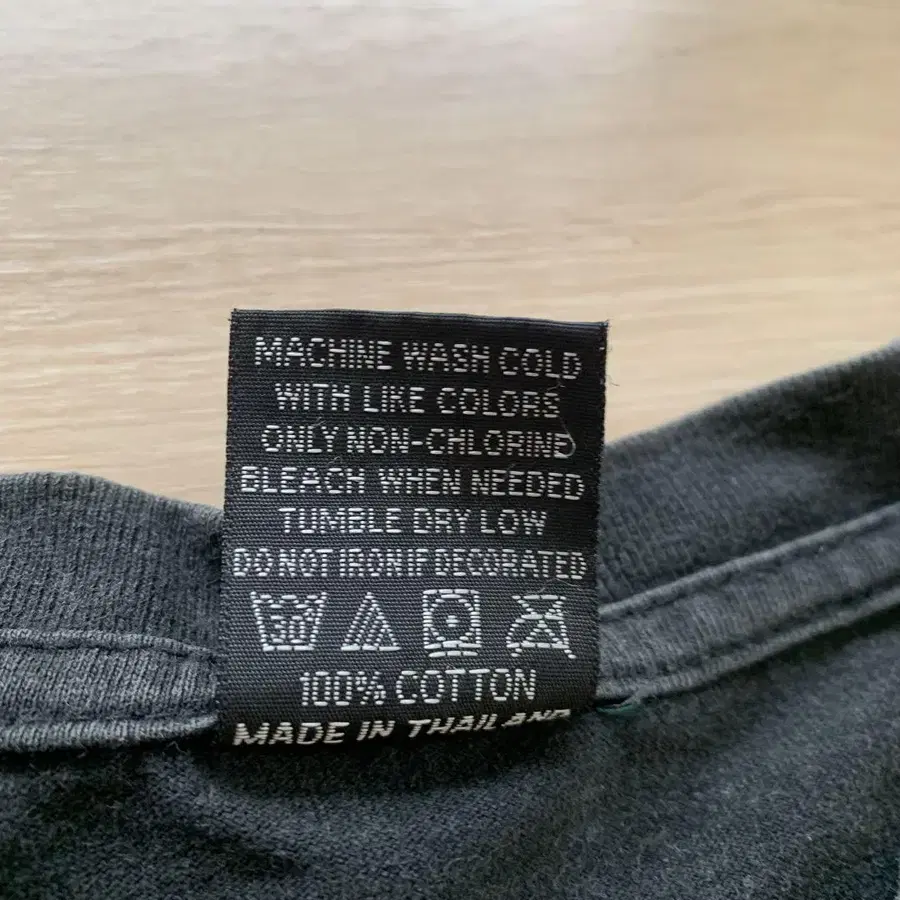 MACHINE WASH COLD
WITH LIKE COLORS
ONLY NON-CHLORINE
BLEACH WHEN NEEDED
TUMBLE DRY LOW
DO NOT IRON IF DECORATED
30
100% COTTON
MADE IN THAILAND